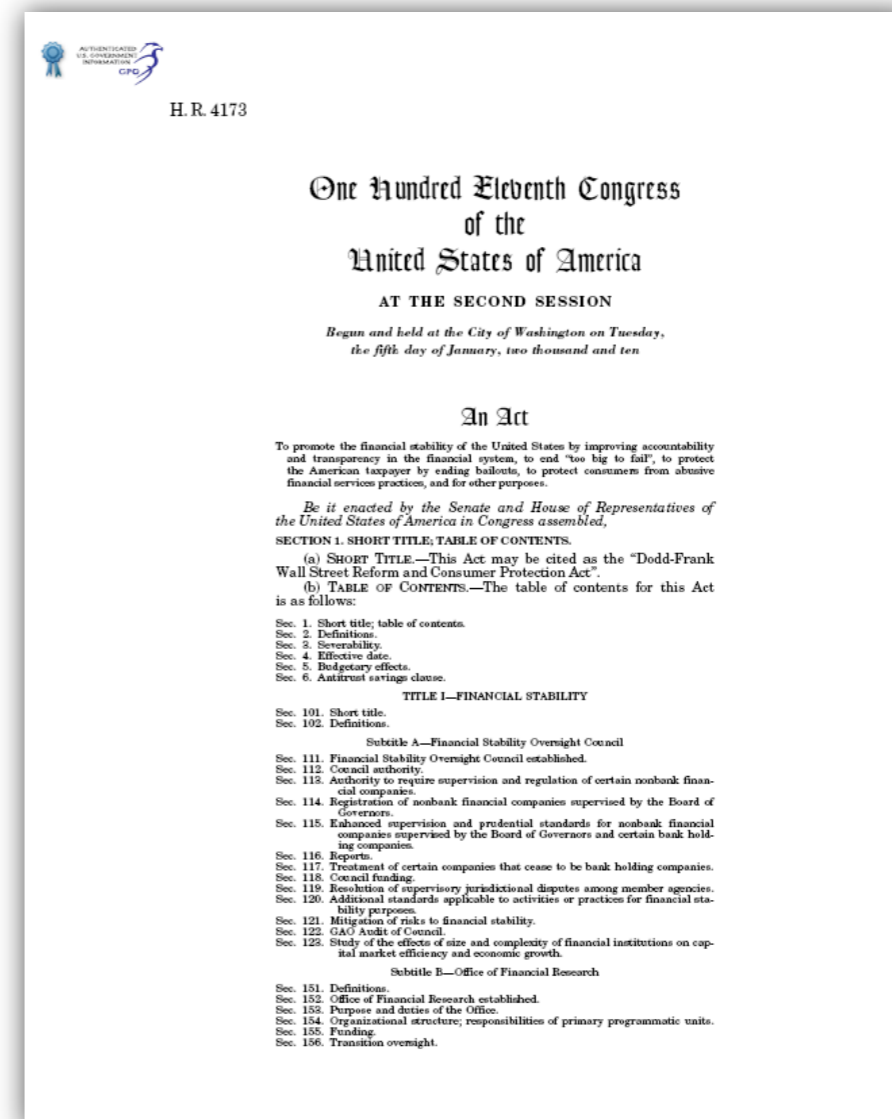 AUTHENTICATED
U.S. GOVERNMENT
INFORMATION
GPO
H. R. 4173
One Hundred Eleventh Congress
of the
United States of America
AT THE SECOND SESSION
Begun and held at the City of Washington on Tuesday,
the fifth day of January, two thousand and ten
An Act
To promote the financial stability of the United States by improving accountability
and transparency in the financial system, to end “too big to fail”, to protect
the American taxpayer by ending bailouts, to protect consumers from abusive
financial services practices, and for other purposes.
Be it enacted by the Senate and House of Representatives of
the United States of America in Congress assembled,
SECTION 1. SHORT TITLE; TABLE OF CONTENTS.
(a) SHORT TITLE.—This Act may be cited as the “Dodd-Frank
Wall Street Reform and Consumer Protection Act”.
(b) TABLE OF CONTENTS.—The table of contents for this Act
is as follows:
Sec. 1. Short title; table of contents.
Sec. 2. Definitions.
Sec. 3. Severability.
Sec. 4. Effective date.
Sec. 5. Budgetary effects.
Sec. 6. Antitrust savings clause.
TITLE I—FINANCIAL STABILITY
Sec. 101. Short title.
Sec. 102. Definitions.
Subtitle A—Financial Stability Oversight Council
Sec. 111. Financial Stability Oversight Council established.
Sec. 112. Council authority.
Sec. 113. Authority to require supervision and regulation of certain nonbank finan-
cial companies.
Sec. 114. Registration of nonbank financial companies supervised by the Board of
Governors.
Sec. 115. Enhanced supervision and prudential standards for nonbank financial
companies supervised by the Board of Governors and certain bank hold-
ing companies.
Sec. 116. Reports.
Sec. 117. Treatment of certain companies that cease to be bank holding companies.
Sec. 118. Council funding.
Sec. 119. Resolution of supervisory jurisdictional disputes among member agencies.
Sec. 120. Additional standards applicable to activities or practices for financial sta-
bility purposes.
Sec. 121. Mitigation of risks to financial stability.
Sec. 122. GAO Audit of Council.
Sec. 123. Study of the effects of size and complexity of financial institutions on cap-
ital market efficiency and economic growth.
Subtitle B—Office of Financial Research
Sec. 151. Definitions.
Sec. 152. Office of Financial Research established.
Sec. 153. Purpose and duties of the Office.
Sec. 154. Organizational structure; responsibilities of primary programmatic units.
Sec. 155. Funding.
Sec. 156. Transition oversight.